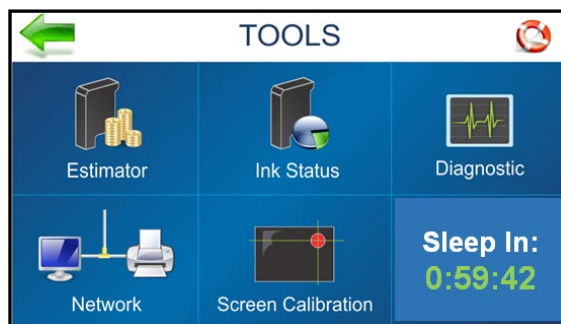 TOOLS
Estimator
Ink Status
Diagnostic
Network
Screen Calibration
Sleep In:
0:59:42